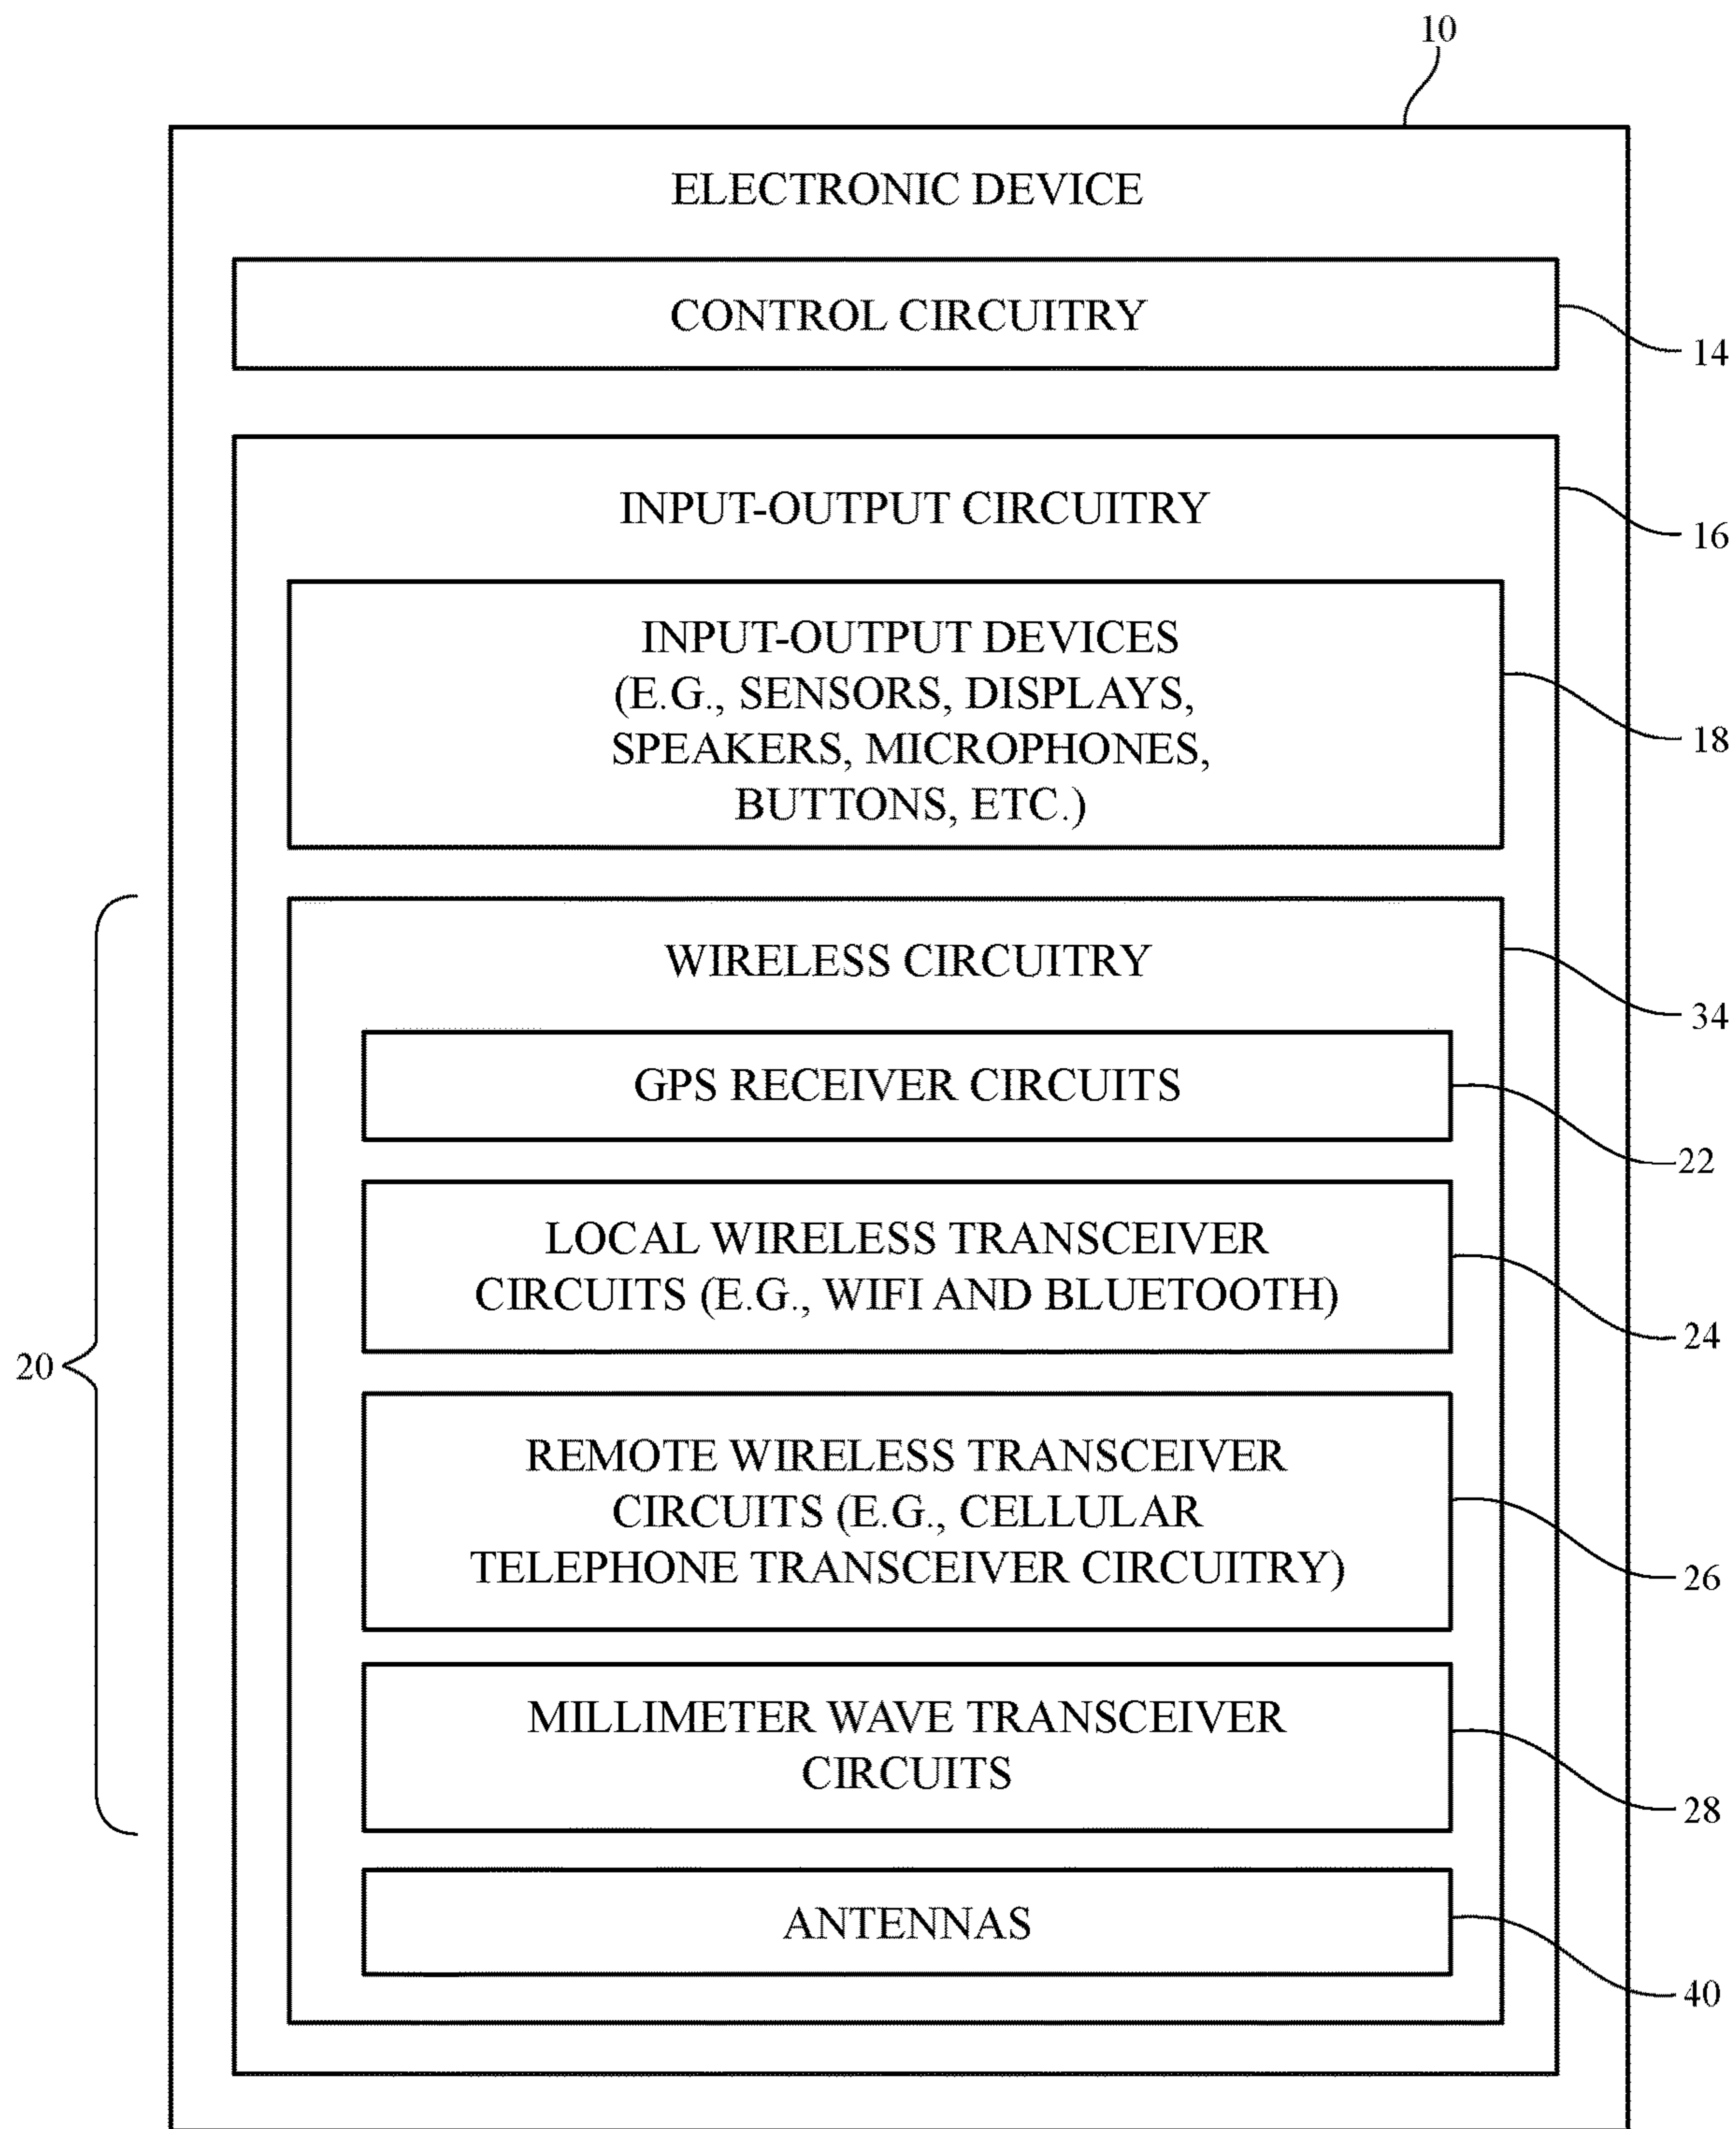 10
ELECTRONIC DEVICE
CONTROL CIRCUITRY
14
INPUT-OUTPUT CIRCUITRY
16
INPUT-OUTPUT DEVICES
(E.G., SENSORS, DISPLAYS,
SPEAKERS, MICROPHONES,
BUTTONS, ETC.)
18
WIRELESS CIRCUITRY
34
GPS RECEIVER CIRCUITS
22
LOCAL WIRELESS TRANSCEIVER
CIRCUITS (E.G., WIFI AND BLUETOOTH)
24
20
REMOTE WIRELESS TRANSCEIVER
CIRCUITS (E.G., CELLULAR
TELEPHONE TRANSCEIVER CIRCUITRY)
26
MILLIMETER WAVE TRANSCEIVER
CIRCUITS
28
ANTENNAS
40